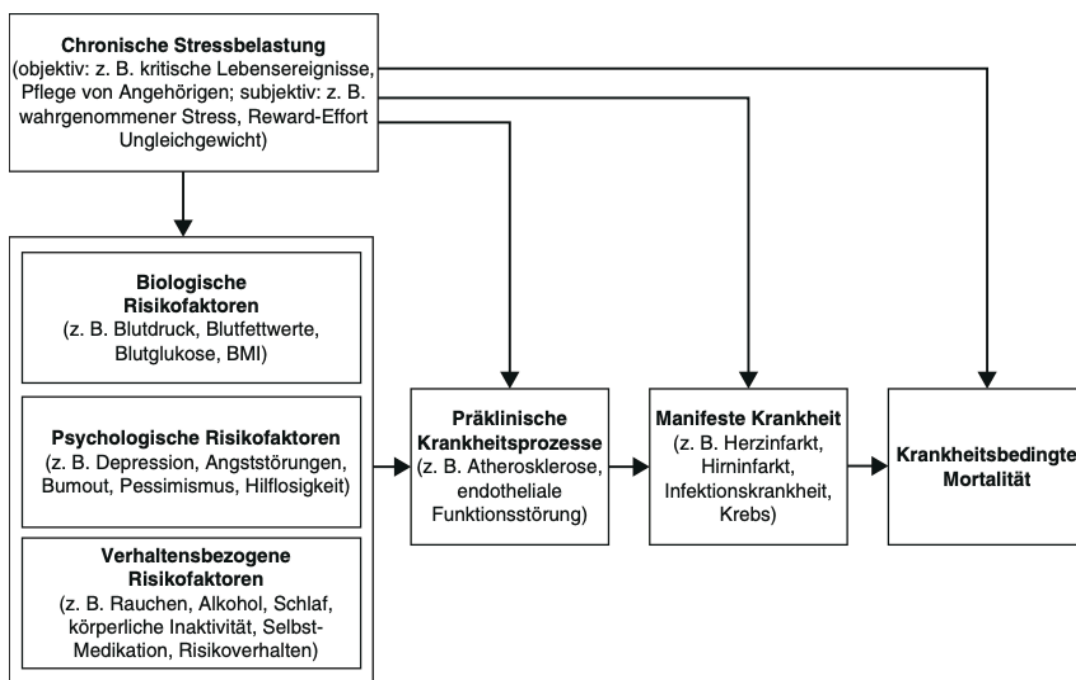 Chronische Stressbelastung
(objektiv: z. B. kritische Lebensereignisse,
Pflege von Angehörigen; subjektiv: z. B.
wahrgenommener Stress, Reward-Effort
Ungleichgewicht)
Biologische
Risikofaktoren
(z. B. Blutdruck, Blutfettwerte,
Blutglukose, BMI)
Psychologische Risikofaktoren
(z. B. Depression, Angststörungen,
Bumout, Pessimismus, Hilflosigkeit)
Verhaltensbezogene
Risikofaktoren
(z. B. Rauchen, Alkohol, Schlaf,
körperliche Inaktivität, Selbst-
Medikation, Risikoverhalten)
Präklinische
Krankheitsprozesse
(z. B. Atherosklerose,
endotheliale
Funktionsstörung)
Manifeste Krankheit
(z. B. Herzinfarkt,
Hirninfarkt,
Infektionskrankheit,
Krebs)
Krankheitsbedingte
Mortalität